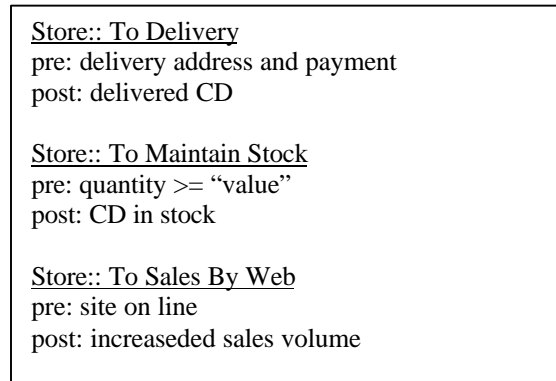 Store:: To Delivery
pre: delivery address and payment
post: delivered CD
Store:: To Maintain Stock
pre: quantity >= “value”
post: CD in stock
Store:: To Sales By Web
pre: site on line
post: increaseded sales volume